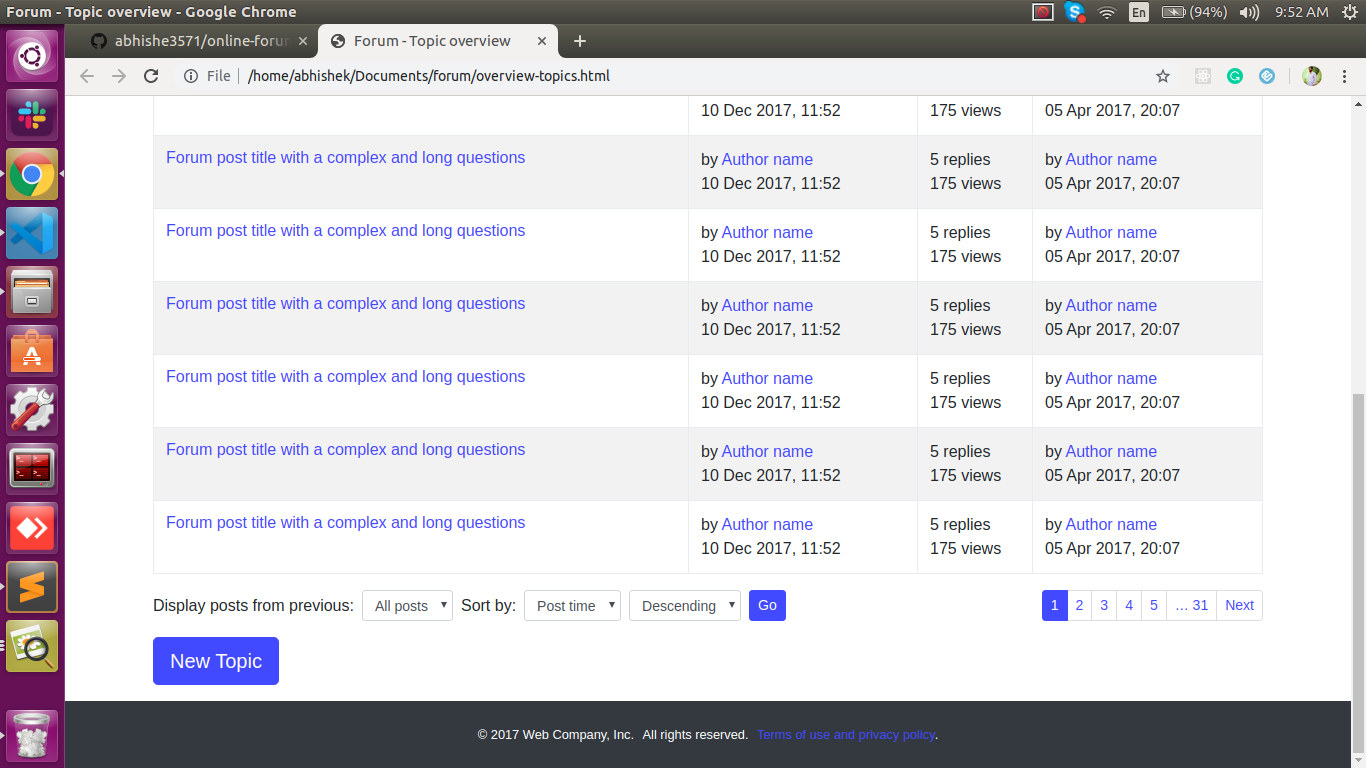 Forum - Topic overview - Google Chrome
En
(94%)
9:52 AM
abhishe3571/online-forum
Forum - Topic overview
File
/home/abhishek/Documents/forum/overview-topics.html
10 Dec 2017, 11:52
175 views
05 Apr 2017, 20:07
Forum post title with a complex and long questions
by Author name
10 Dec 2017, 11:52
5 replies
175 views
by Author name
05 Apr 2017, 20:07
Forum post title with a complex and long questions
by Author name
10 Dec 2017, 11:52
5 replies
175 views
by Author name
05 Apr 2017, 20:07
Forum post title with a complex and long questions
by Author name
10 Dec 2017, 11:52
5 replies
175 views
by Author name
05 Apr 2017, 20:07
Forum post title with a complex and long questions
by Author name
10 Dec 2017, 11:52
5 replies
175 views
by Author name
05 Apr 2017, 20:07
Forum post title with a complex and long questions
by Author name
10 Dec 2017, 11:52
5 replies
175 views
by Author name
05 Apr 2017, 20:07
Forum post title with a complex and long questions
by Author name
10 Dec 2017, 11:52
5 replies
175 views
by Author name
05 Apr 2017, 20:07
Display posts from previous: All posts Sort by: Post time Descending Go
1 2 3 4 5 … 31 Next
New Topic
© 2017 Web Company, Inc. All rights reserved. Terms of use and privacy policy.